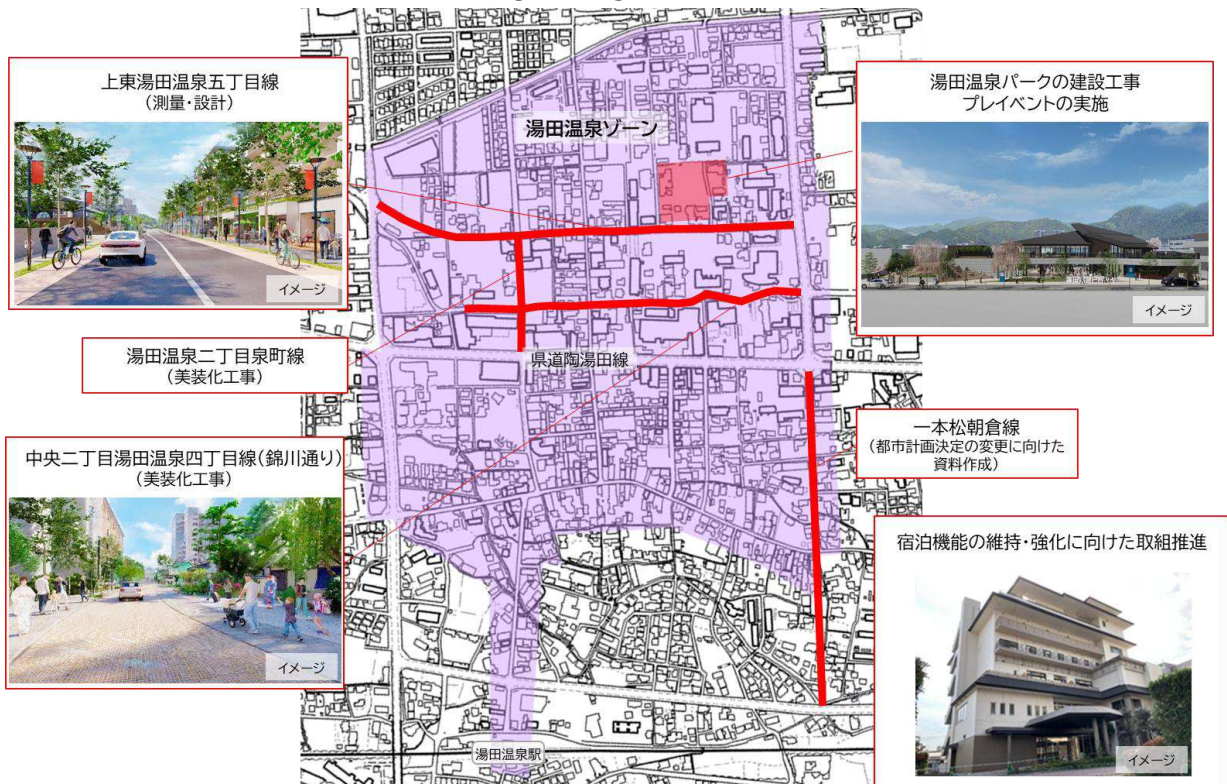 上東湯田温泉五丁目線
(測量・設計)
イメージ
湯田温泉ゾーン
湯田温泉パークの建設工事
プレイベントの実施
イメージ
湯田温泉二丁目泉町線
(美装化工事)
県道陶湯田線
中央二丁目湯田温泉四丁目線(錦川通り)
(美装化工事)
イメージ
一本松朝倉線
(都市計画決定の変更に向けた
資料作成)
宿泊機能の維持・強化に向けた取組推進
イメージ
湯田温泉駅